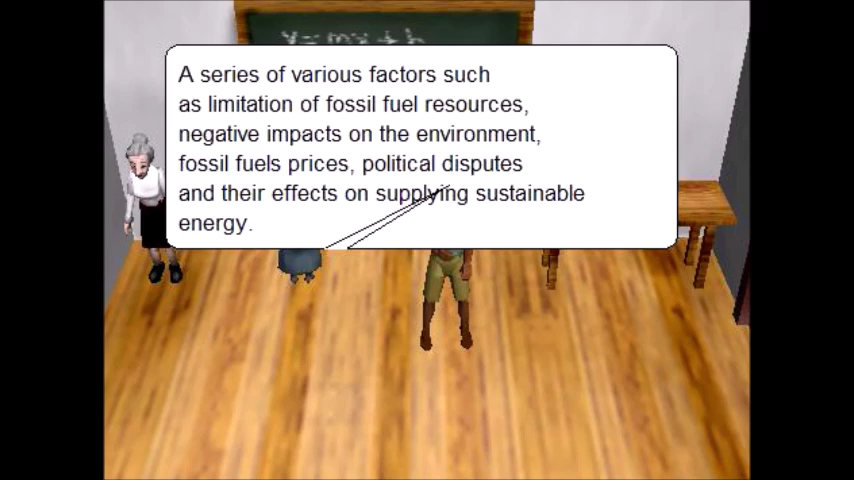 y=mx+b
A series of various factors such
as limitation of fossil fuel resources,
negative impacts on the environment,
fossil fuels prices, political disputes
and their effects on supplying sustainable
energy.